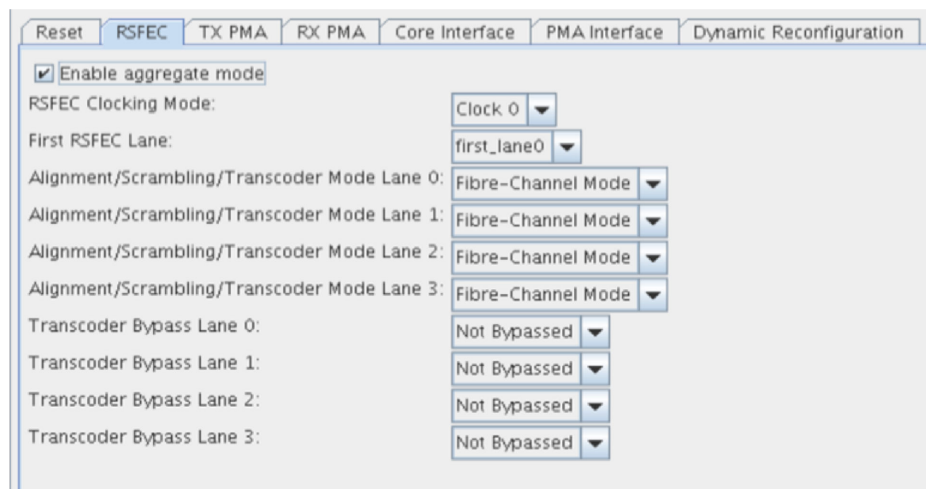 Reset RSFEC TX PMA RX PMA Core Interface PMA Interface Dynamic Reconfiguration
Enable aggregate mode
RSFEC Clocking Mode: Clock 0
First RSFEC Lane: first_lane0
Alignment/Scrambling/Transcoder Mode Lane 0: Fibre-Channel Mode
Alignment/Scrambling/Transcoder Mode Lane 1: Fibre-Channel Mode
Alignment/Scrambling/Transcoder Mode Lane 2: Fibre-Channel Mode
Alignment/Scrambling/Transcoder Mode Lane 3: Fibre-Channel Mode
Transcoder Bypass Lane 0: Not Bypassed
Transcoder Bypass Lane 1: Not Bypassed
Transcoder Bypass Lane 2: Not Bypassed
Transcoder Bypass Lane 3: Not Bypassed